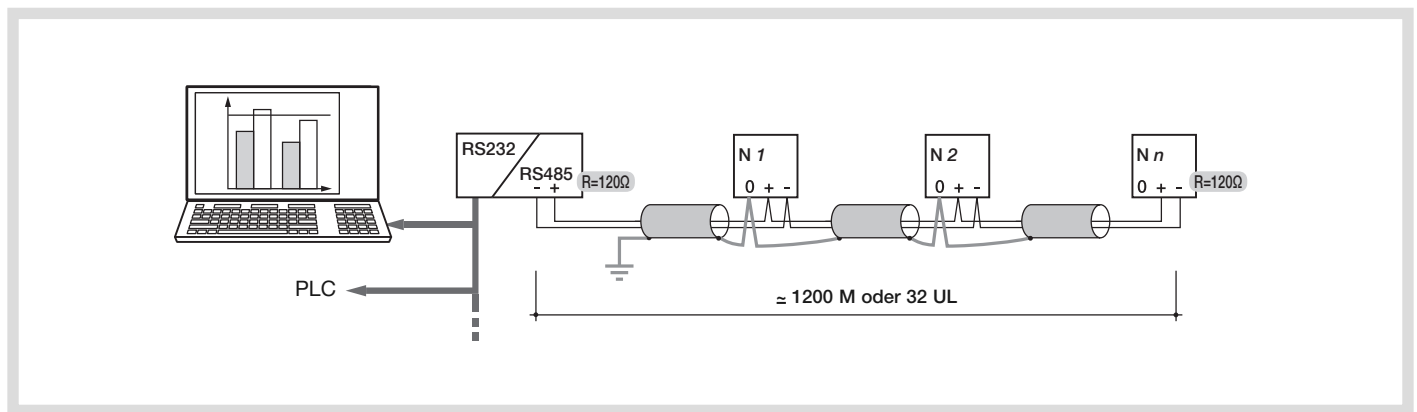 RS232
RS485
- +
R=120Ω
N 1
0 + -
N 2
0 + -
N n
0 + -
R=120Ω
PLC
≃ 1200 M oder 32 UL